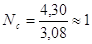 N_c = 4,30/3,08 ≈ 1